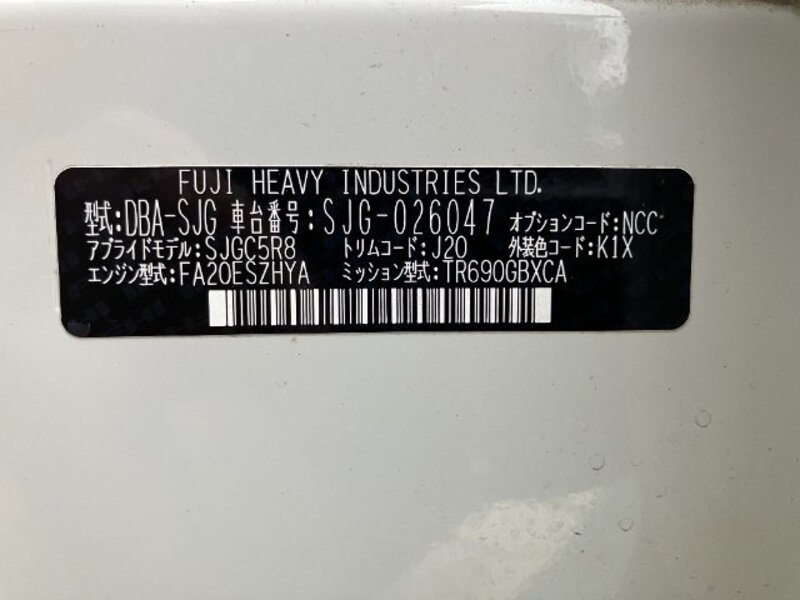 FUJI HEAVY INDUSTRIES LTD.
型式:DBA-SJG 車台番号:SJG-026047 オプションコード:NCC
アプライドモデル:SJGC5R8 トリムコード:J20 外装色コード:K1X
エンジン型式:FA20ESZHYA ミッション型式:TR690GBXCA